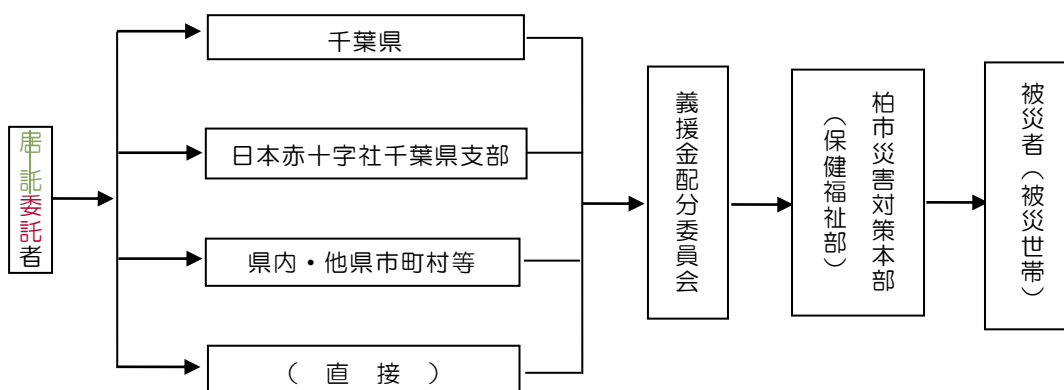 居託委託者
千葉県
日本赤十字社千葉県支部
県内・他県市町村等
（直接）
義援金配分委員会
柏市災害対策本部
（保健福祉部）
被災者（被災世帯）